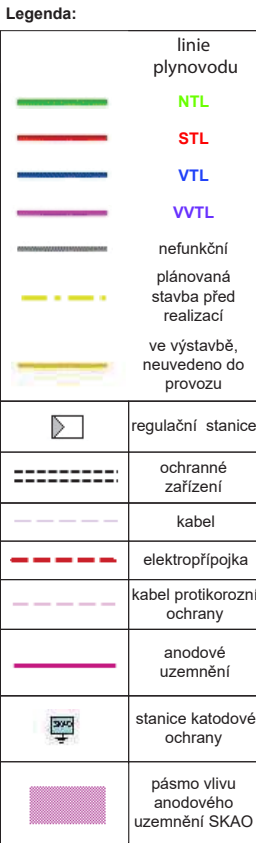 Legenda:
linie
plynovodu
NTL
STL
VTL
VVTL
nefunkční
plánovaná
stavba před
realizací
ve výstavbě,
neuvedeno do
provozu
regulační stanice
ochranné
zařízení
kabel
elektropřípojka
kabel protikorozní
ochrany
anodové
uzemnění
SKAO
stanice katodové
ochrany
pásmo vlivu
anodového
uzemnění SKAO